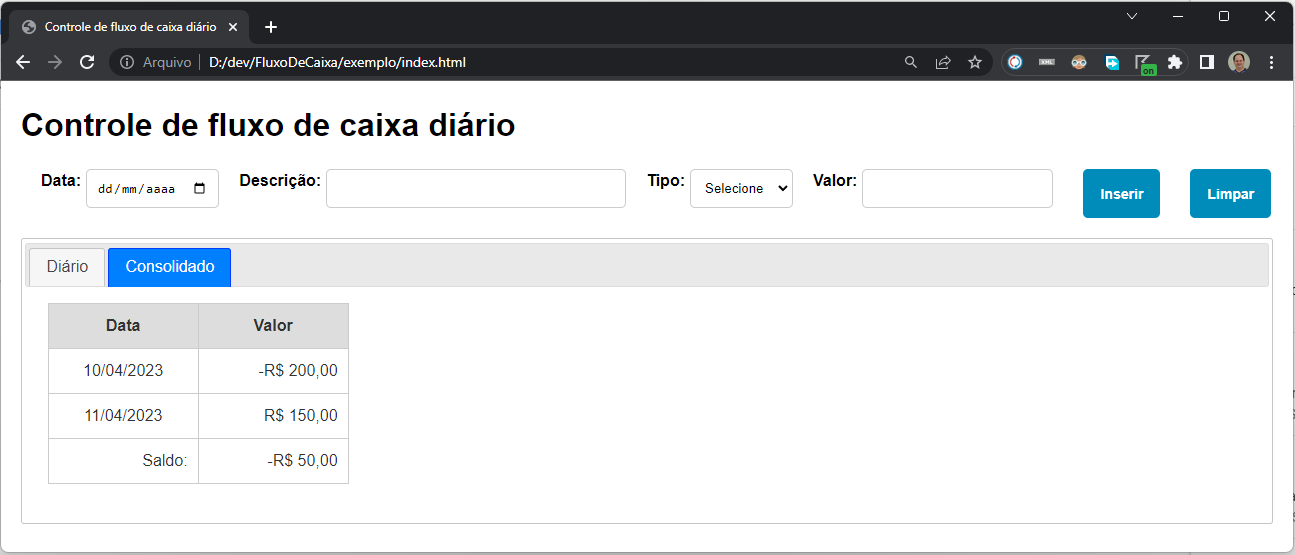 Controle de fluxo de caixa diário
Arquivo D:/dev/FluxoDeCaixa/exemplo/index.html XML on
Controle de fluxo de caixa diário
Data: dd/mm/aaaa Descrição: Tipo: Selecione Valor: Inserir Limpar
Diário Consolidado
Data Valor
10/04/2023 -R$ 200,00
11/04/2023 R$ 150,00
Saldo: -R$ 50,00